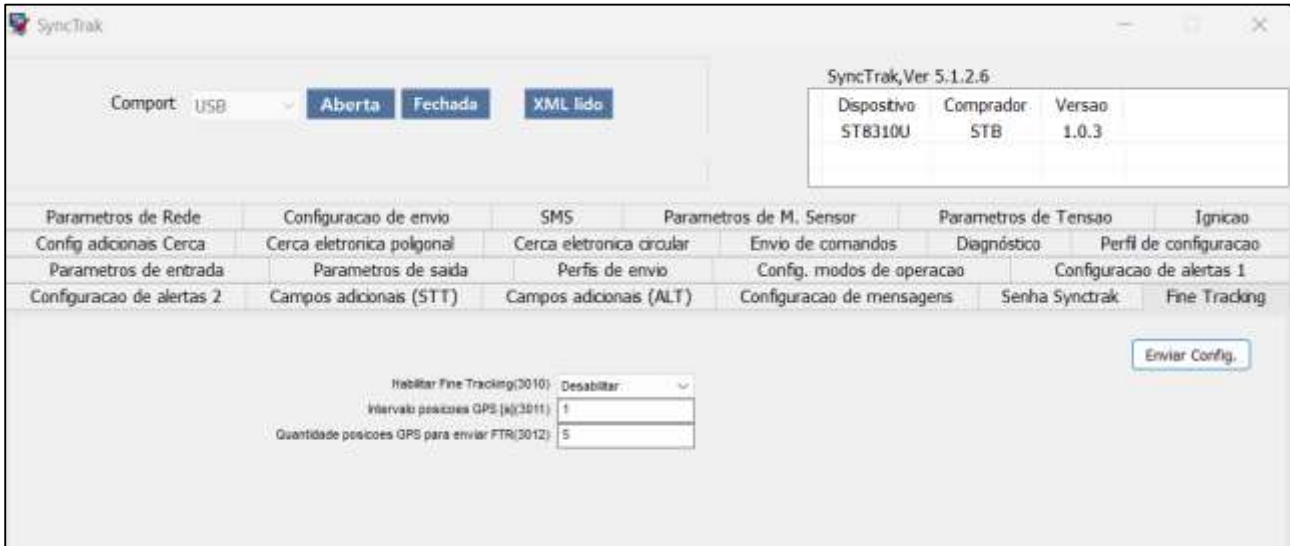 SyncTrak
SyncTrak,Ver 5.1.2.6
Comport USB Aberta Fechada XML lido
Dispositivo Comprador Versao
ST8310U STB 1.0.3
Parametros de Rede Configuracao de envio SMS Parametros de M. Sensor Parametros de Tensao Ignicao
Config adicionais Cerca Cerca eletronica poligonal Cerca eletronica circular Envio de comandos Diagnóstico Perfil de configuracao
Parametros de entrada Parametros de saida Perfis de envio Config. modos de operacao Configuracao de alertas 1
Configuracao de alertas 2 Campos adicionais (STT) Campos adicionais (ALT) Configuracao de mensagens Senha Synctrak Fine Tracking
Enviar Config.
Habilitar Fine Tracking(3010) Desabilitar
Intervalo posicoes GPS [s](3011) 1
Quantidade posicoes GPS para enviar FTR(3012) 5